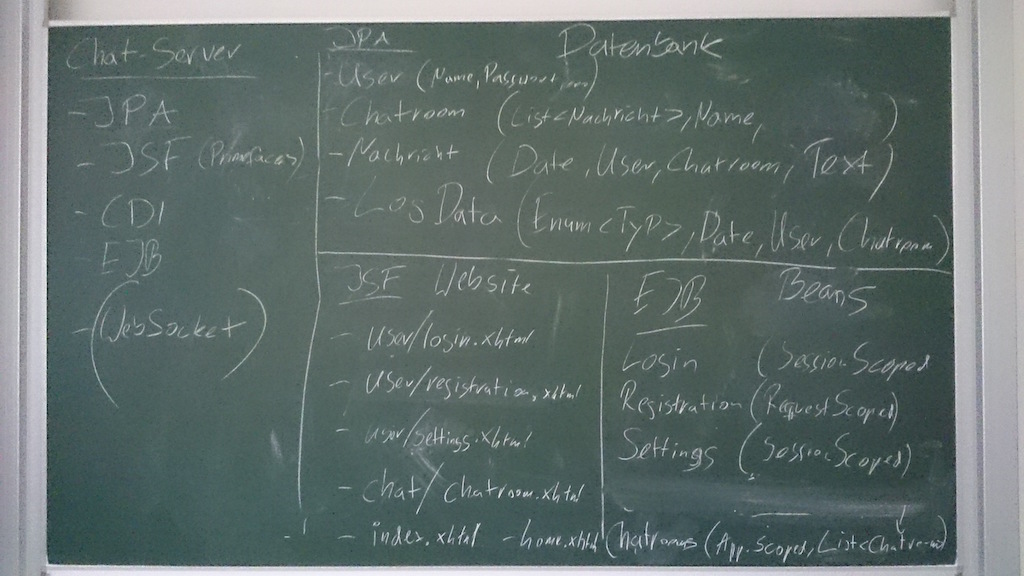 Chat-Server
- JPA
- JSF (Primefaces)
- CDI
- EJB
- (WebSocket)
JPA Datenbank
- User (Name, Passwort,
- Chatroom (List<Nachricht>, Name, )
- Nachricht (Date, User, Chatroom, Text)
- Log Data (Enum<Typ>, Date, User, Chatroom)
JSF Website
- user/login.xhtml
- user/registration.xhtml
- user/settings.xhtml
- chat/chatroom.xhtml
- index.xhtml - home.xhtml
EJB Beans
Login (SessionScoped
Registration (RequestScoped)
Settings (SessionScoped)
Chatrooms (App.Scoped, List<Chatroom>)